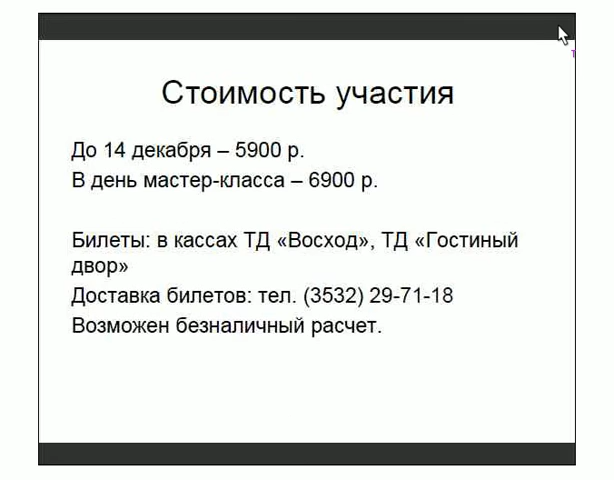 Стоимость участия
До 14 декабря – 5900 р.
В день мастер-класса – 6900 р.
Билеты: в кассах ТД «Восход», ТД «Гостиный
двор»
Доставка билетов: тел. (3532) 29-71-18
Возможен безналичный расчет.